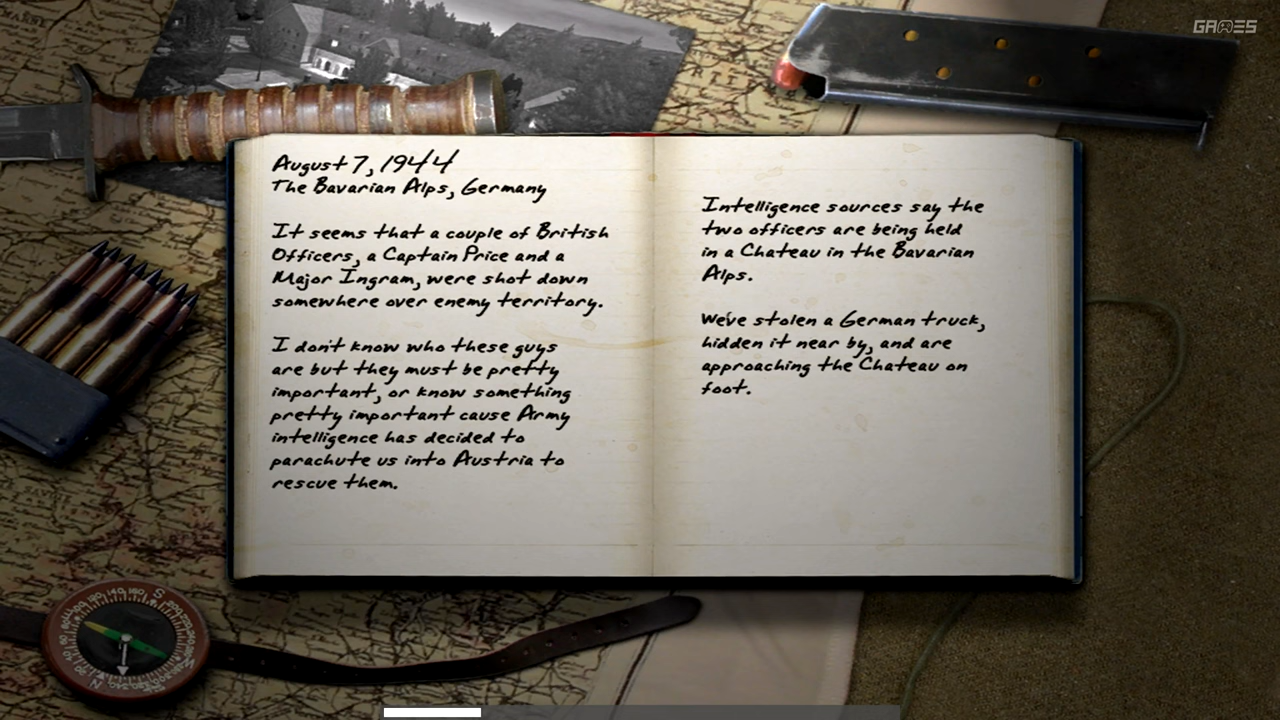 GAMES
August 7, 1944
The Bavarian Alps, Germany
It seems that a couple of British
Officers, a Captain Price and a
Major Ingram, were shot down
somewhere over enemy territory.
I don't know who these guys
are but they must be pretty
important, or know something
pretty important cause Army
intelligence has decided to
parachute us into Austria to
rescue them.
Intelligence sources say the
two officers are being held
in a Chateau in the Bavarian
Alps.
We've stolen a German truck,
hidden it near by, and are
approaching the Chateau on
foot.
S
N